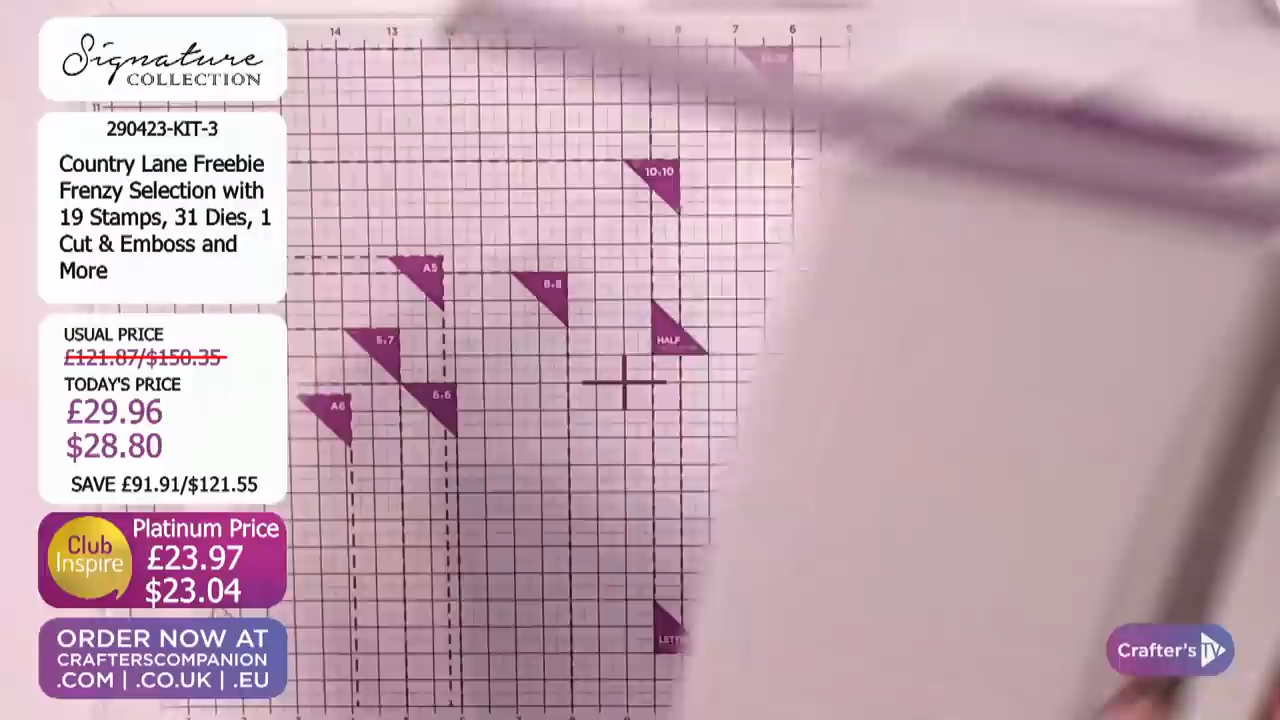 Signature
COLLECTION
290423-KIT-3
Country Lane Freebie
Frenzy Selection with
19 Stamps, 31 Dies, 1
Cut & Emboss and
More
USUAL PRICE
£121.87/$150.35
TODAY'S PRICE
£29.96
$28.80
SAVE £91.91/$121.55
Club
Inspire
Platinum Price
£23.97
$23.04
ORDER NOW AT
CRAFTERSCOMPANION
.COM | .CO.UK | .EU
14 13 7 6
11
10x10
A5
8x8
5x7
HALF
6x6
A6
Crafter's TV